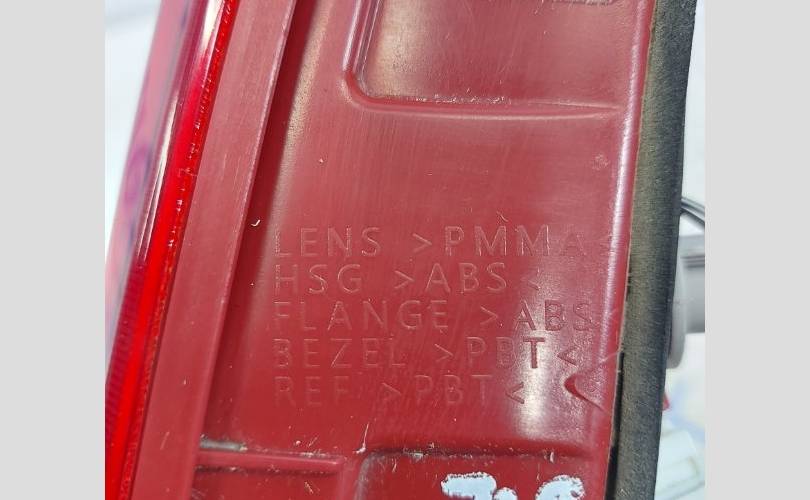 LENS >PMMA<
HSG >ABS<
FLANGE >ABS<
BEZEL >PBT<
REF >PBT<